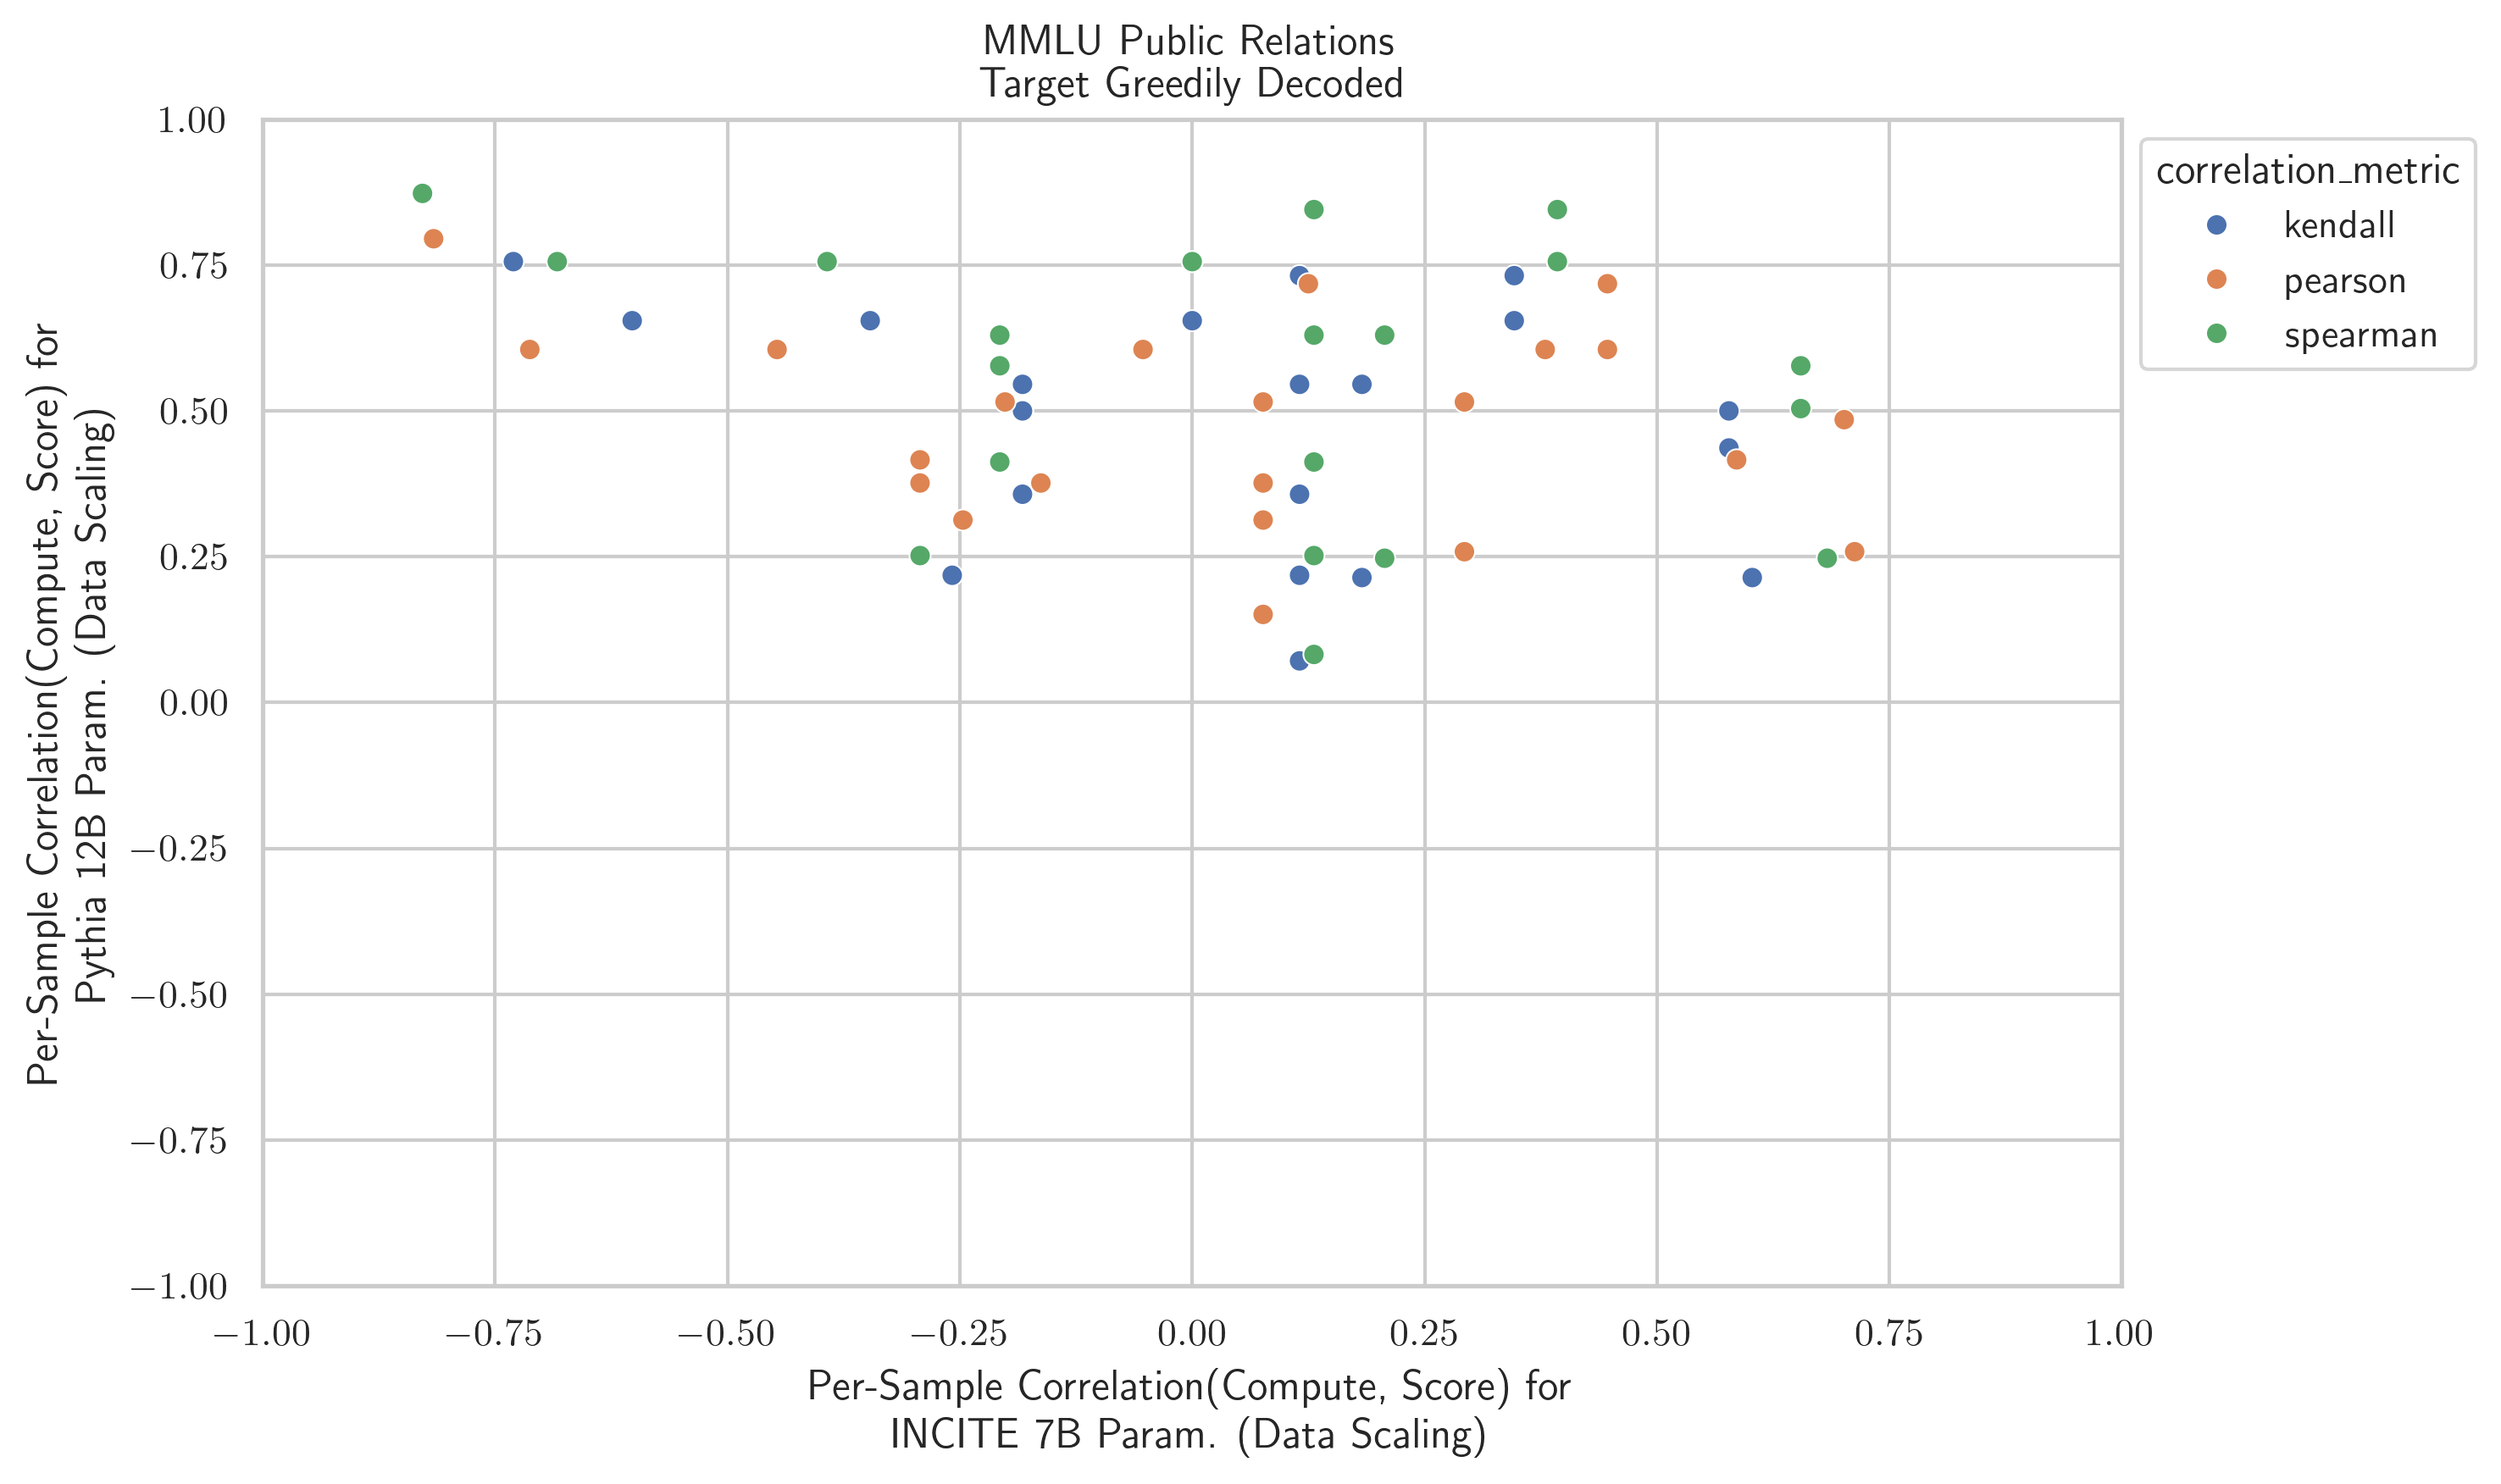 MMLU Public Relations
Target Greedily Decoded
1.00
0.75
0.50
0.25
0.00
−0.25
−0.50
−0.75
−1.00
Per-Sample Correlation(Compute, Score) for
Pythia 12B Param. (Data Scaling)
−1.00
−0.75
−0.50
−0.25
0.00
0.25
0.50
0.75
1.00
Per-Sample Correlation(Compute, Score) for
INCITE 7B Param. (Data Scaling)
correlation_metric
kendall
pearson
spearman